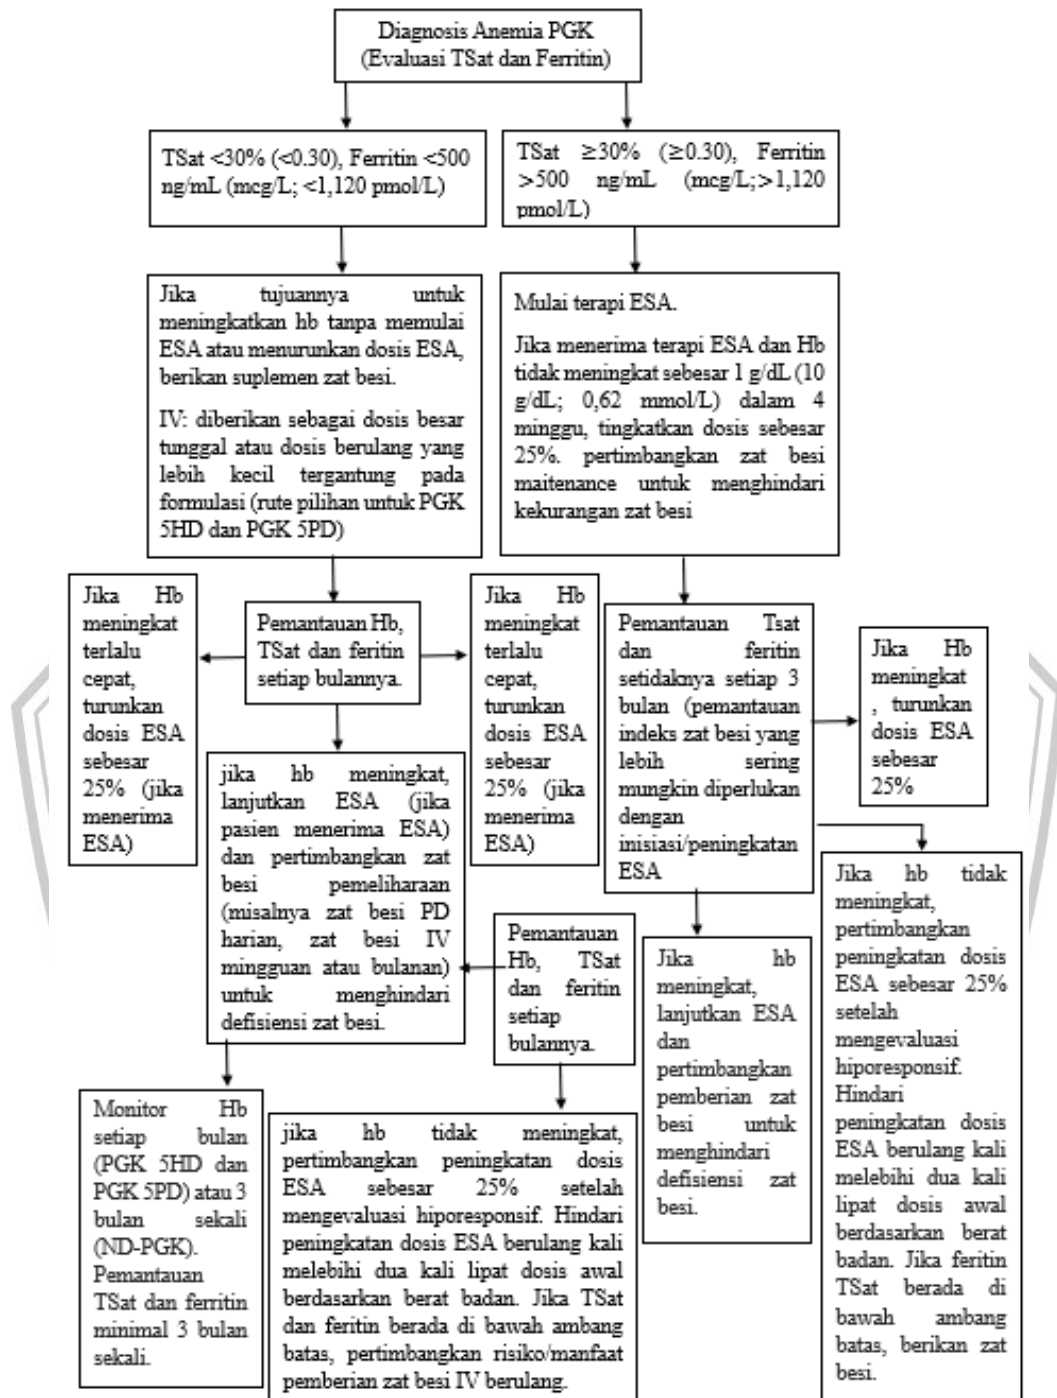 Diagnosis Anemia PGK
(Evaluasi TSat dan Ferritin)
TSat <30% (<0.30), Ferritin <500
ng/mL (mcg/L; <1,120 pmol/L)
TSat ≥30% (≥0.30), Ferritin
>500 ng/mL (mcg/L;>1,120
pmol/L)
Jika tujuannya untuk
meningkatkan hb tanpa memulai
ESA atau menurunkan dosis ESA,
berikan suplemen zat besi.
IV: diberikan sebagai dosis besar
tunggal atau dosis berulang yang
lebih kecil tergantung pada
formulasi (rute pilihan untuk PGK
5HD dan PGK 5PD)
Mulai terapi ESA.
Jika menerima terapi ESA dan Hb
tidak meningkat sebesar 1 g/dL (10
g/dL; 0,62 mmol/L) dalam 4
minggu, tingkatkan dosis sebesar
25%. pertimbangkan zat besi
maitenance untuk menghindari
kekurangan zat besi
Jika Hb
meningkat
terlalu
cepat,
turunkan
dosis ESA
sebesar
25% (jika
menerima
ESA)
Pemantauan Hb,
TSat dan feritin
setiap bulannya.
Jika Hb
meningkat
terlalu
cepat,
turunkan
dosis ESA
sebesar
25% (jika
menerima
ESA)
Pemantauan Tsat
dan feritin
setidaknya setiap 3
bulan (pemantauan
indeks zat besi yang
lebih sering
mungkin diperlukan
dengan
inisiasi/peningkatan
ESA
Jika Hb
meningkat
, turunkan
dosis ESA
sebesar
25%
jika hb meningkat,
lanjutkan ESA (jika
pasien menerima ESA)
dan pertimbangkan zat
besi pemeliharaan
(misalnya zat besi PD
harian, zat besi IV
mingguan atau bulanan)
untuk menghindari
defisiensi zat besi.
Pemantauan
Hb, TSat
dan feritin
setiap
bulannya.
Jika hb
meningkat,
lanjutkan ESA
dan
pertimbangkan
pemberian zat
besi untuk
menghindari
defisiensi zat
besi.
Jika hb tidak
meningkat,
pertimbangkan
peningkatan dosis
ESA sebesar 25%
setelah
mengevaluasi
hiporesponsif.
Hindari
peningkatan dosis
ESA berulang kali
melebihi dua kali
lipat dosis awal
berdasarkan berat
badan. Jika feritin
TSat berada di
bawah ambang
batas, berikan zat
besi.
Monitor Hb
setiap bulan
(PGK 5HD dan
PGK 5PD) atau 3
bulan sekali
(ND-PGK).
Pemantauan
TSat dan ferritin
minimal 3 bulan
sekali.
jika hb tidak meningkat,
pertimbangkan peningkatan dosis
ESA sebesar 25% setelah
mengevaluasi hiporesponsif. Hindari
peningkatan dosis ESA berulang kali
melebihi dua kali lipat dosis awal
berdasarkan berat badan. Jika TSat
dan feritin berada di bawah ambang
batas, pertimbangkan risiko/manfaat
pemberian zat besi IV berulang.